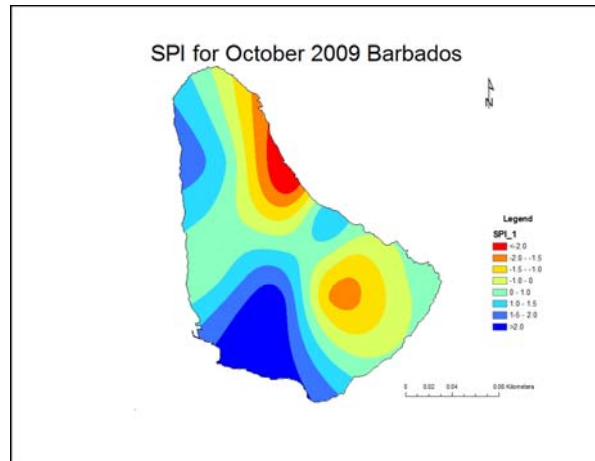 SPI for October 2009 Barbados
N
Legend
SPI_1
<-2.0
-2.0 - -1.5
-1.5 - -1.0
-1.0 - 0
0 - 1.0
1.0 - 1.5
1-5 - 2.0
>2.0
0 0.02 0.04 0.08 Kilometers